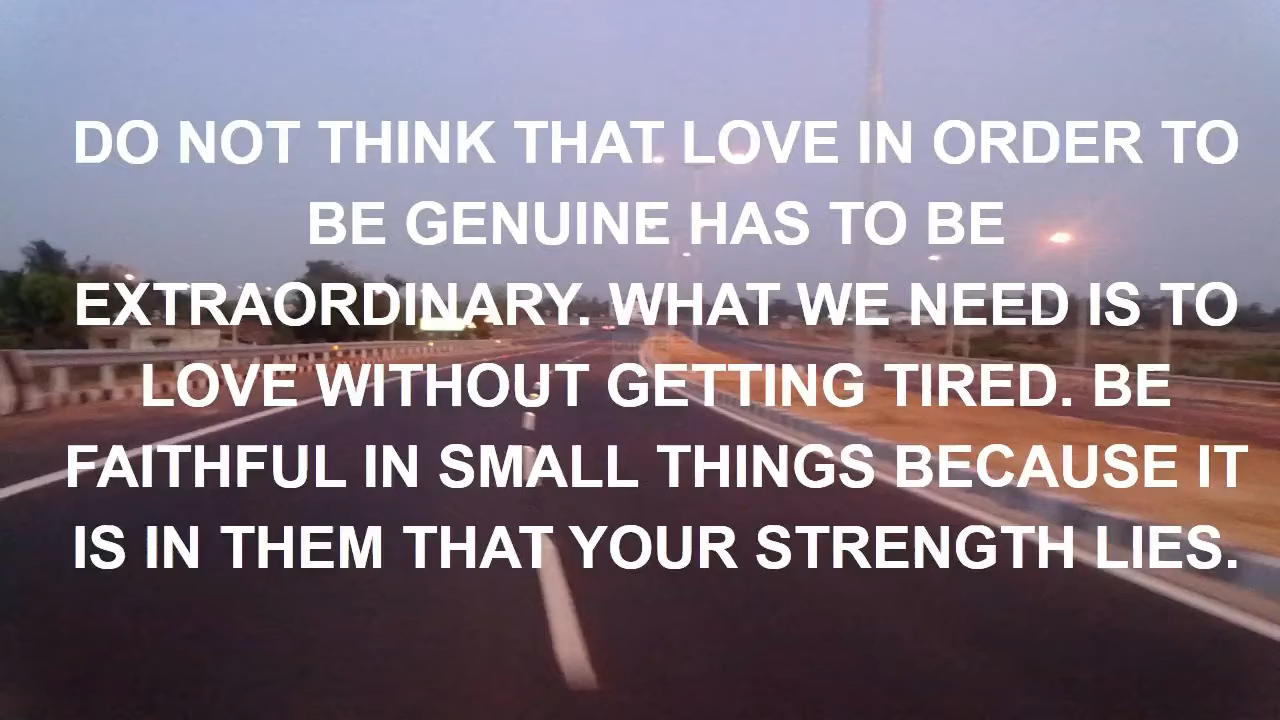 DO NOT THINK THAT LOVE IN ORDER TO
BE GENUINE HAS TO BE
EXTRAORDINARY. WHAT WE NEED IS TO
LOVE WITHOUT GETTING TIRED. BE
FAITHFUL IN SMALL THINGS BECAUSE IT
IS IN THEM THAT YOUR STRENGTH LIES.